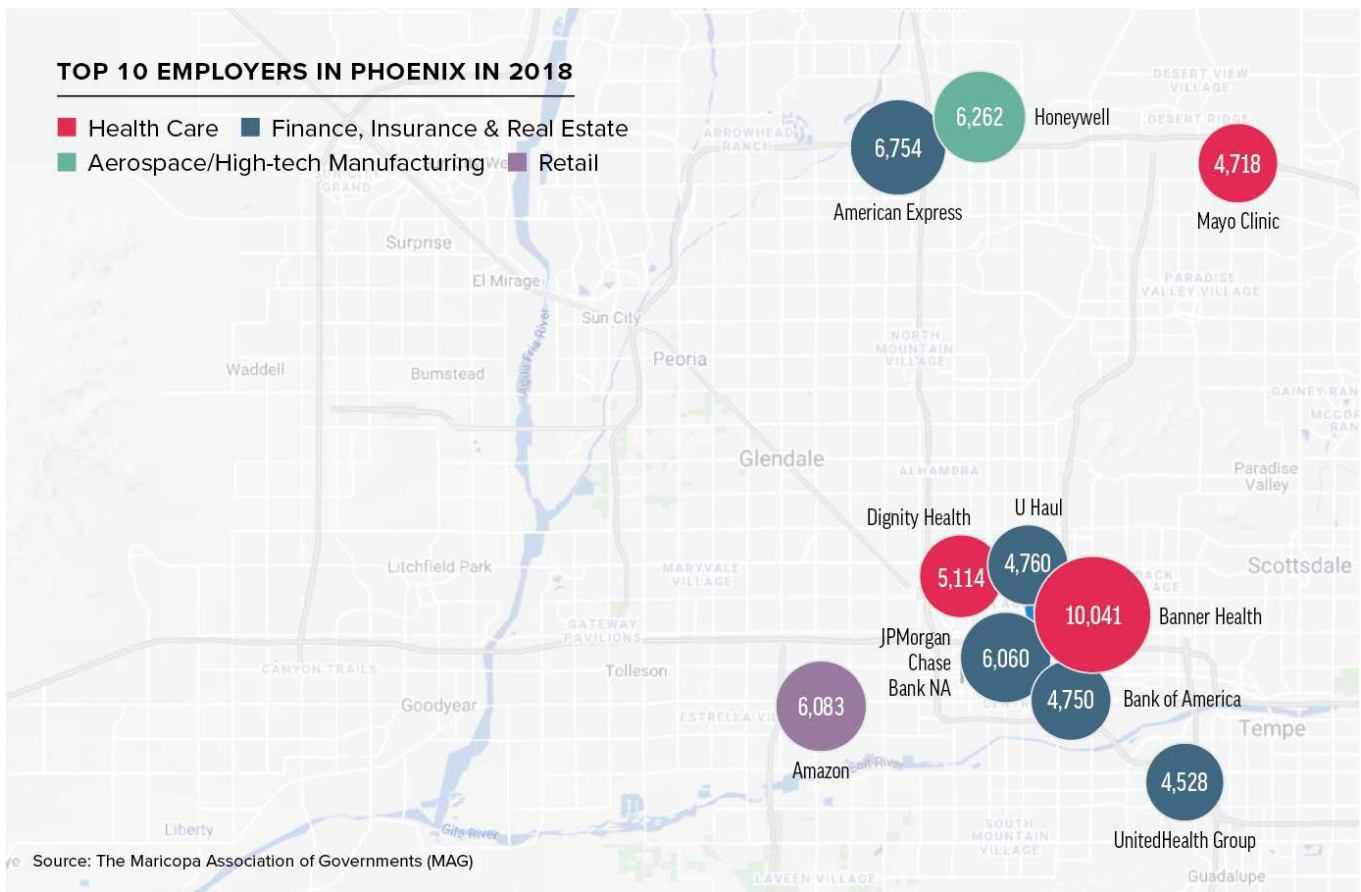 TOP 10 EMPLOYERS IN PHOENIX IN 2018
Health Care
Finance, Insurance & Real Estate
Aerospace/High-tech Manufacturing
Retail
DESERT VIEW
VILLAGE
6,262
Honeywell
DESERT RIDGE
ARROWHEAD
RANCH
6,754
American Express
4,718
Mayo Clinic
GRAND
Surprise
El Mirage
Sun City
PARADISE
VALLEY VILLAGE
Agua Fria River
NORTH
MOUNTAIN
VILLAGE
Peoria
Waddell
Bumstead
Glendale
ALHAMBRA
Paradise
Valley
Dignity Health
U Haul
5,114
4,760
Litchfield Park
MARYVALE
VILLAGE
Scottsdale
10,041
Banner Health
GATEWAY
PAVILIONS
JPMorgan
Chase
Bank NA
6,060
CANYON TRAILS
Tolleson
Goodyear
6,083
Amazon
4,750
Bank of America
Tempe
River
4,528
UnitedHealth Group
Liberty
Gila River
SOUTH
MOUNTAIN
VILLAGE
Source: The Maricopa Association of Governments (MAG)
LAVEEN VILLAGE
Guadalupe